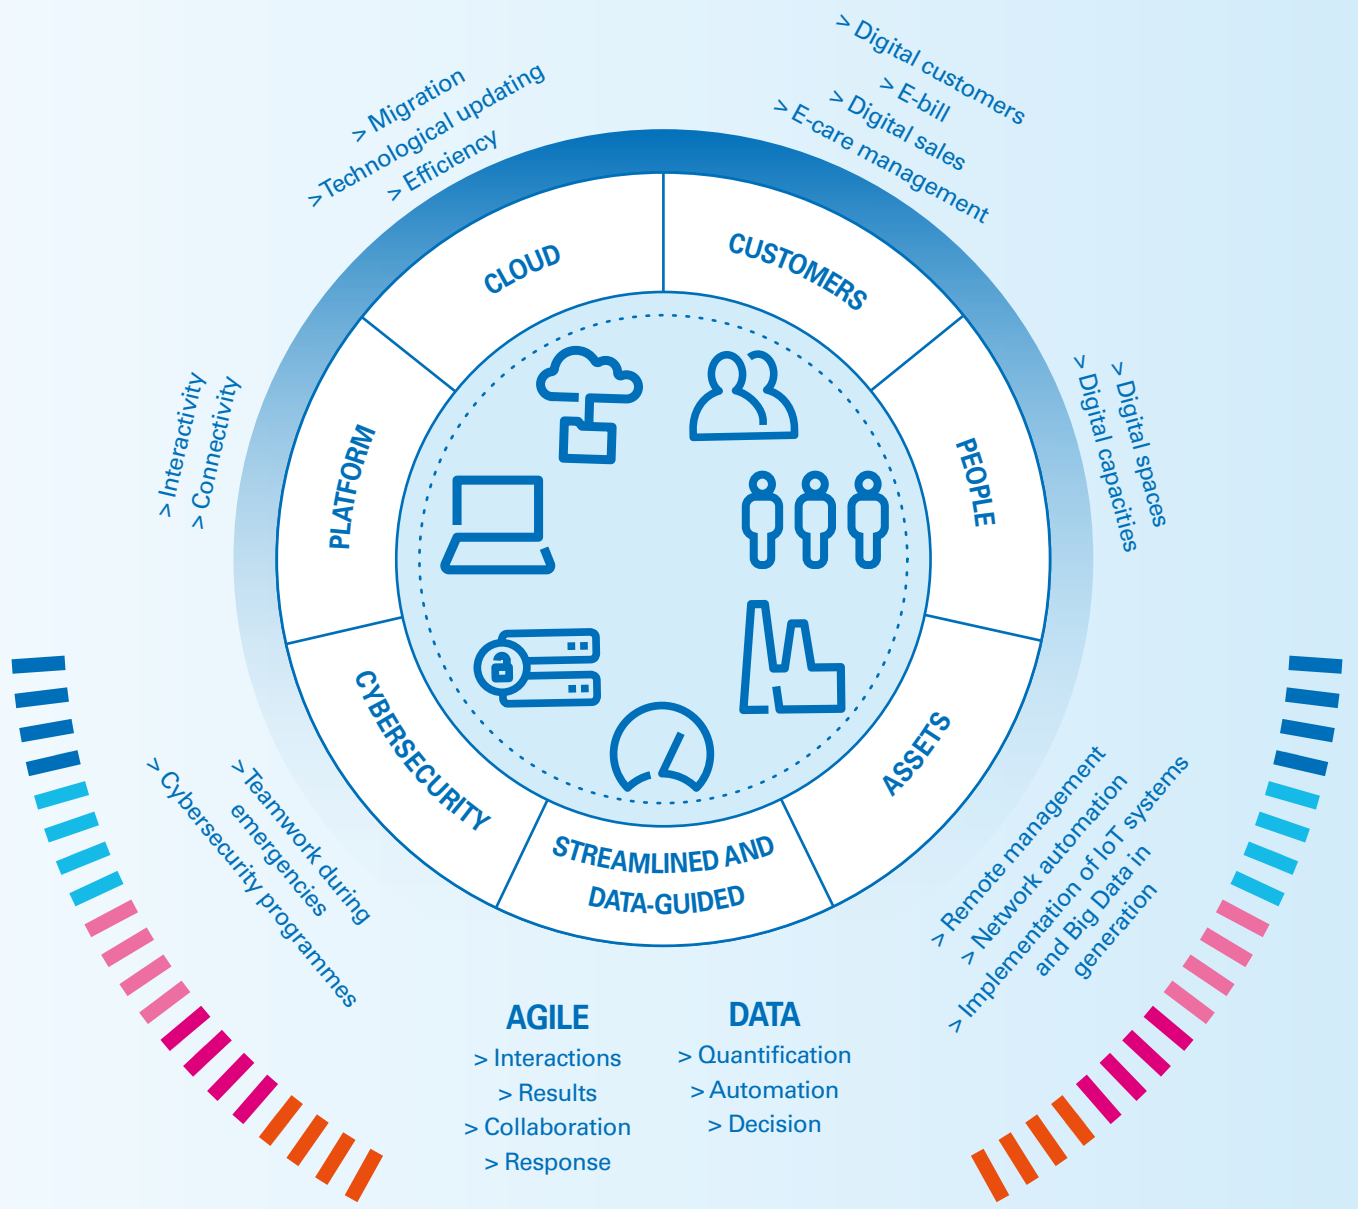 > Migration
> Technological updating
> Efficiency
> Digital customers
> E-bill
> Digital sales
> E-care management
CLOUD
CUSTOMERS
PLATFORM
PEOPLE
> Interactivity
> Connectivity
> Digital spaces
> Digital capacities
CYBERSECURITY
ASSETS
STREAMLINED AND
DATA-GUIDED
> Teamwork during
emergencies
> Cybersecurity programmes
> Remote management
> Network automation
> Implementation of IoT systems
and Big Data in
generation
AGILE
> Interactions
> Results
> Collaboration
> Response
DATA
> Quantification
> Automation
> Decision